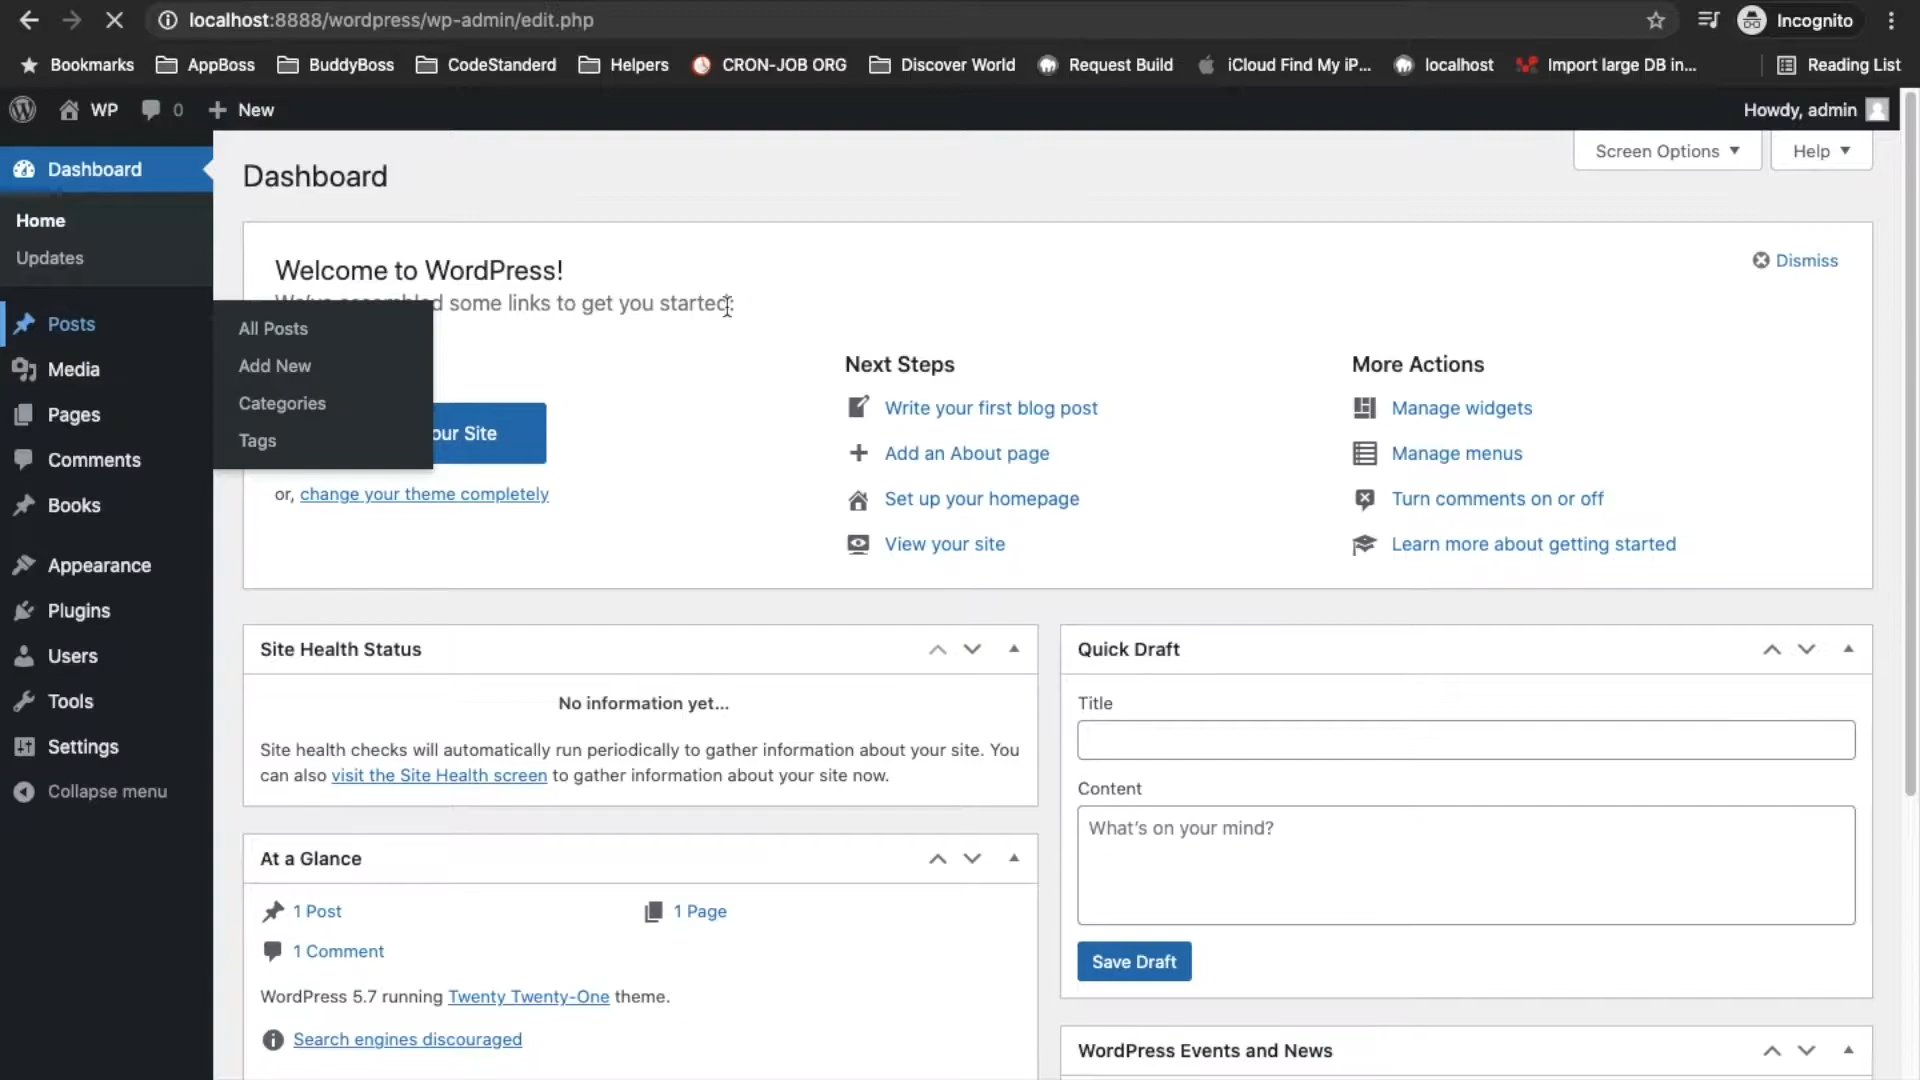 localhost:8888/wordpress/wp-admin/edit.php
Incognito
Bookmarks AppBoss BuddyBoss CodeStanderd Helpers CRON-JOB ORG Discover World Request Build iCloud Find My iP... localhost Import large DB in... Reading List
WP 0 New Howdy, admin
Screen Options Help
Dashboard
Home
Updates
Posts
All Posts
Add New
Categories
Tags
Media
Pages
Comments
Books
Appearance
Plugins
Users
Tools
Settings
Collapse menu
Dashboard
Welcome to WordPress!
Dismiss
some links to get you started:
our Site
or, change your theme completely
Next Steps
Write your first blog post
Add an About page
Set up your homepage
View your site
More Actions
Manage widgets
Manage menus
Turn comments on or off
Learn more about getting started
Site Health Status
No information yet...
Site health checks will automatically run periodically to gather information about your site. You
can also visit the Site Health screen to gather information about your site now.
At a Glance
1 Post 1 Page
1 Comment
WordPress 5.7 running Twenty Twenty-One theme.
Search engines discouraged
Quick Draft
Title
Content
What's on your mind?
Save Draft
WordPress Events and News